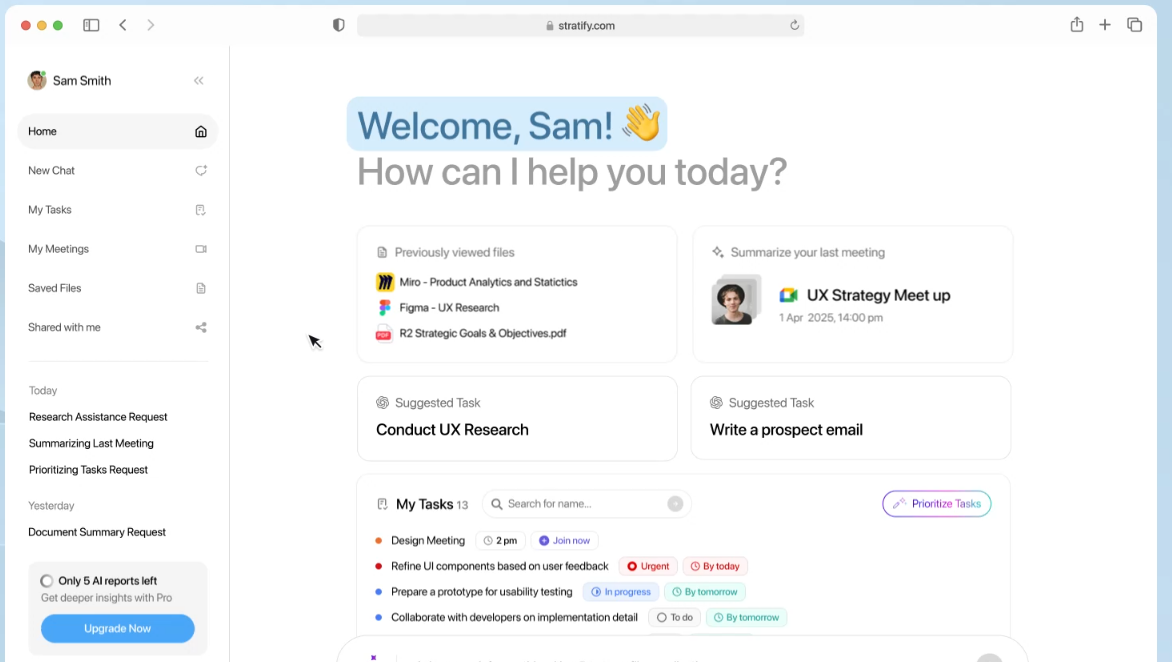 stratify.com
Sam Smith
Home
New Chat
My Tasks
My Meetings
Saved Files
Shared with me
Today
Research Assistance Request
Summarizing Last Meeting
Prioritizing Tasks Request
Yesterday
Document Summary Request
Only 5 AI reports left
Get deeper insights with Pro
Upgrade Now
Welcome, Sam! 👋
How can I help you today?
Previously viewed files
Miro - Product Analytics and Statictics
Figma - UX Research
PDF R2 Strategic Goals & Objectives.pdf
Summarize your last meeting
UX Strategy Meet up
1 Apr 2025, 14:00 pm
Suggested Task
Conduct UX Research
Suggested Task
Write a prospect email
My Tasks 13 Search for name... Prioritize Tasks
Design Meeting 2 pm Join now
Refine UI components based on user feedback Urgent By today
Prepare a prototype for usability testing In progress By tomorrow
Collaborate with developers on implementation detail To do By tomorrow